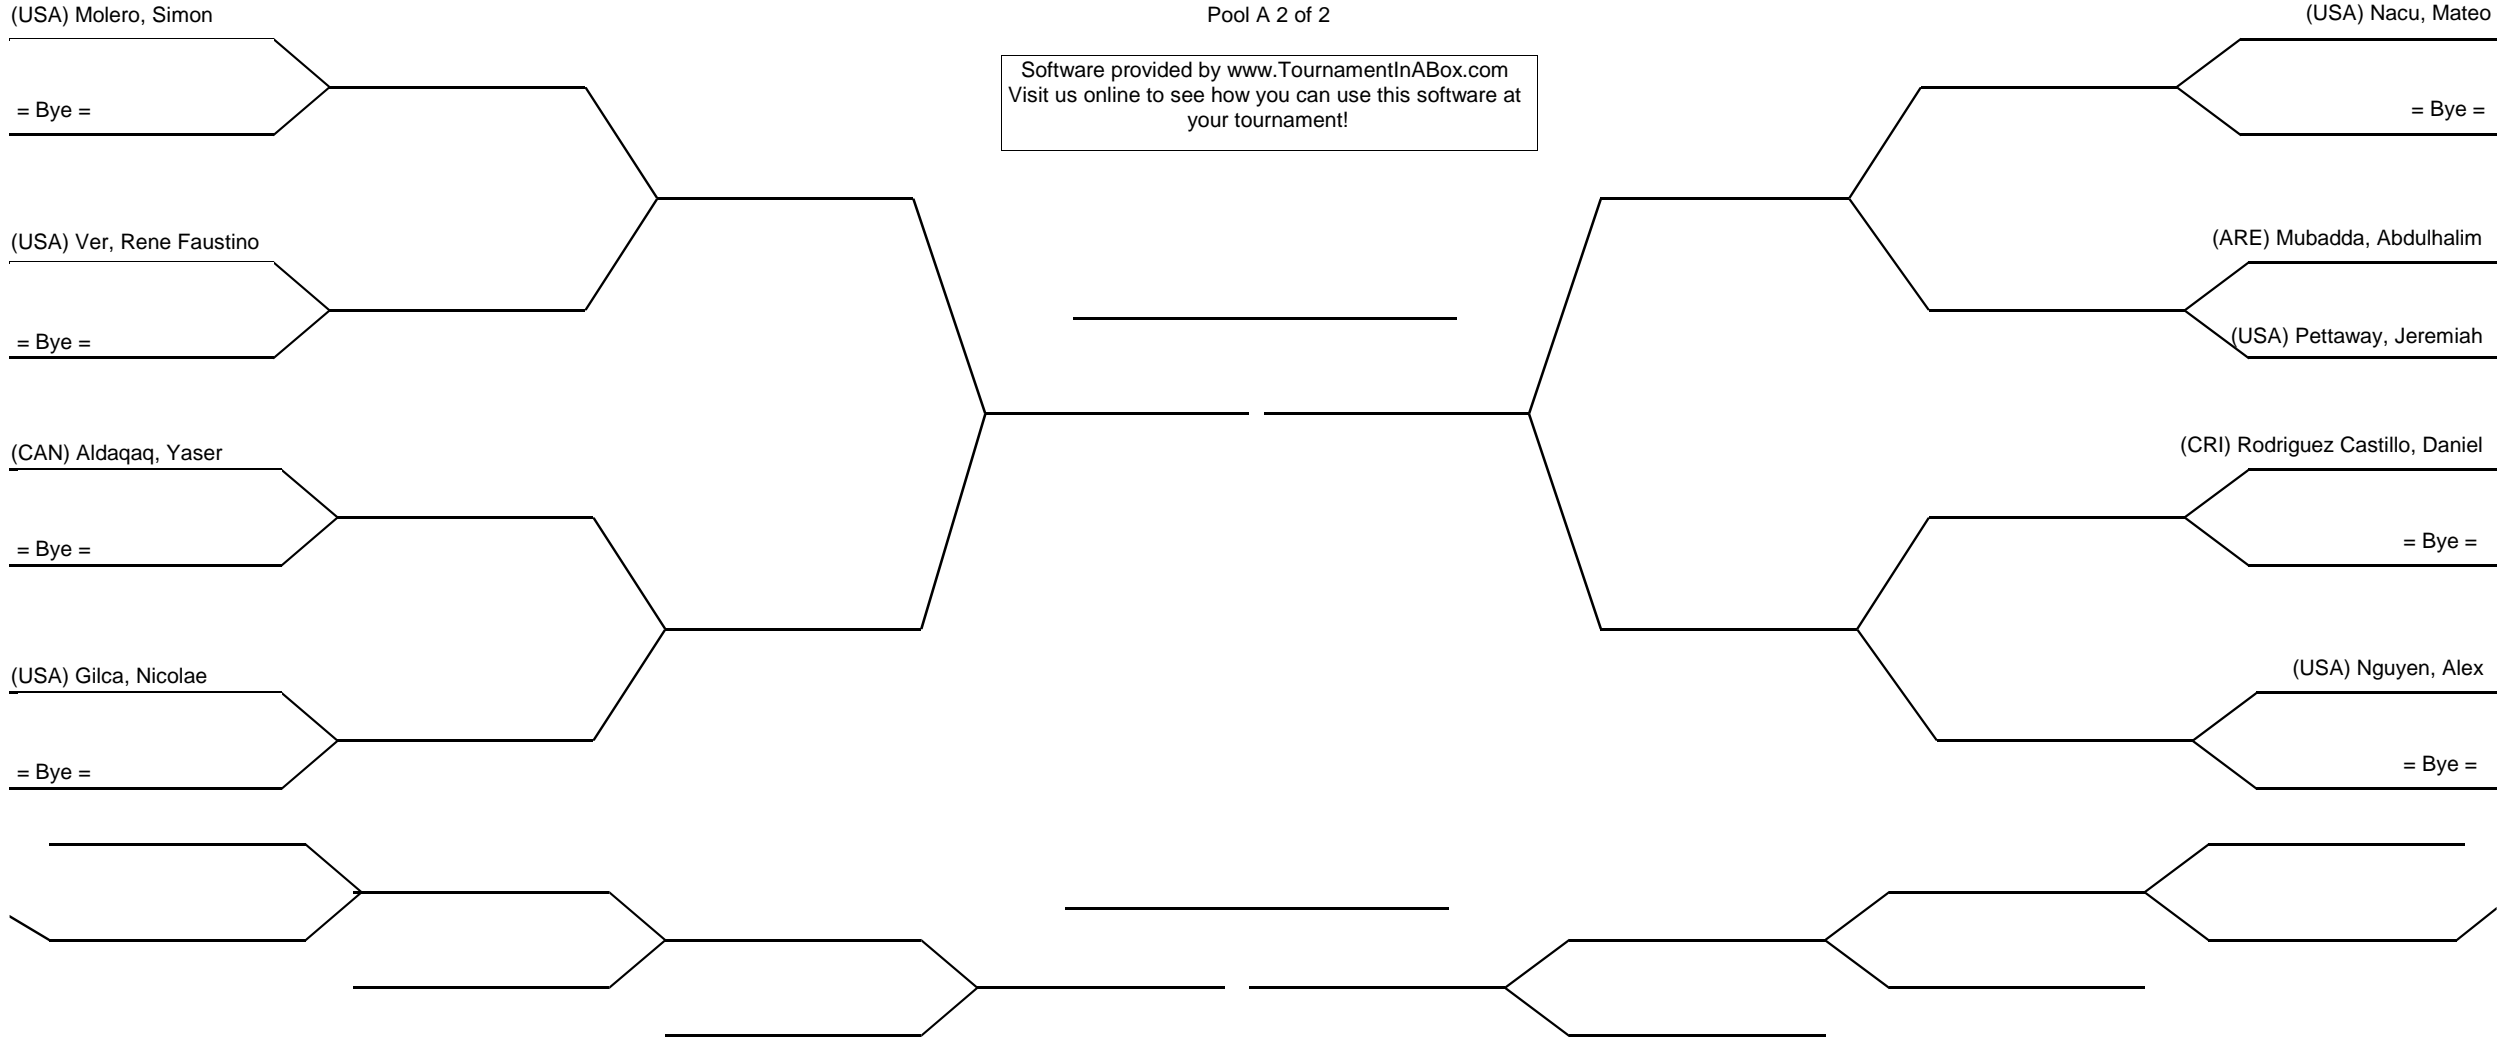 (USA) Molero, Simon
Pool A 2 of 2
(USA) Nacu, Mateo
Software provided by www.TournamentInABox.com
Visit us online to see how you can use this software at
your tournament!
= Bye =
= Bye =
(USA) Ver, Rene Faustino
(ARE) Mubadda, Abdulhalim
= Bye =
(USA) Pettaway, Jeremiah
(CAN) Aldaqaq, Yaser
(CRI) Rodriguez Castillo, Daniel
= Bye =
= Bye =
(USA) Gilca, Nicolae
(USA) Nguyen, Alex
= Bye =
= Bye =